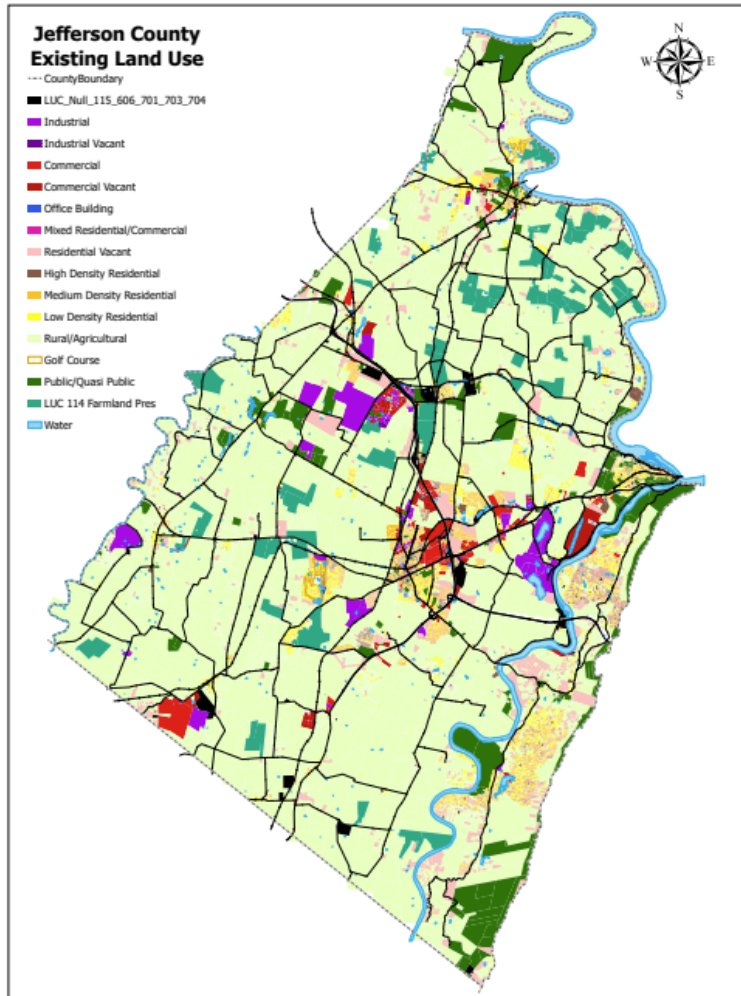 Jefferson County
Existing Land Use
CountyBoundary
LUC_Null_115_606_701_703_704
Industrial
Industrial Vacant
Commercial
Commercial Vacant
Office Building
Mixed Residential/Commercial
Residential Vacant
High Density Residential
Medium Density Residential
Low Density Residential
Rural/Agricultural
Golf Course
Public/Quasi Public
LUC 114 Farmland Pres
Water
N
W E
S